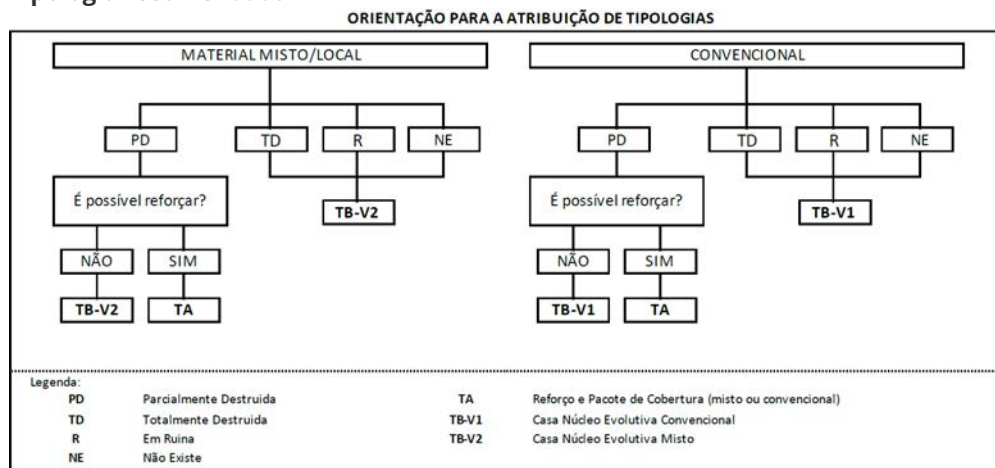 ORIENTAÇÃO PARA A ATRIBUIÇÃO DE TIPOLOGIAS
MATERIAL MISTO/LOCAL
PD TD R NE
É possível reforçar?
TB-V2
NÃO SIM
TB-V2 TA
CONVENCIONAL
PD TD R NE
É possível reforçar?
TB-V1
NÃO SIM
TB-V1 TA
Legenda:
PD Parcialmente Destruida
TD Totalmente Destruida
R Em Ruina
NE Não Existe
TA Reforço e Pacote de Cobertura (misto ou convencional)
TB-V1 Casa Núcleo Evolutiva Convencional
TB-V2 Casa Núcleo Evolutiva Misto